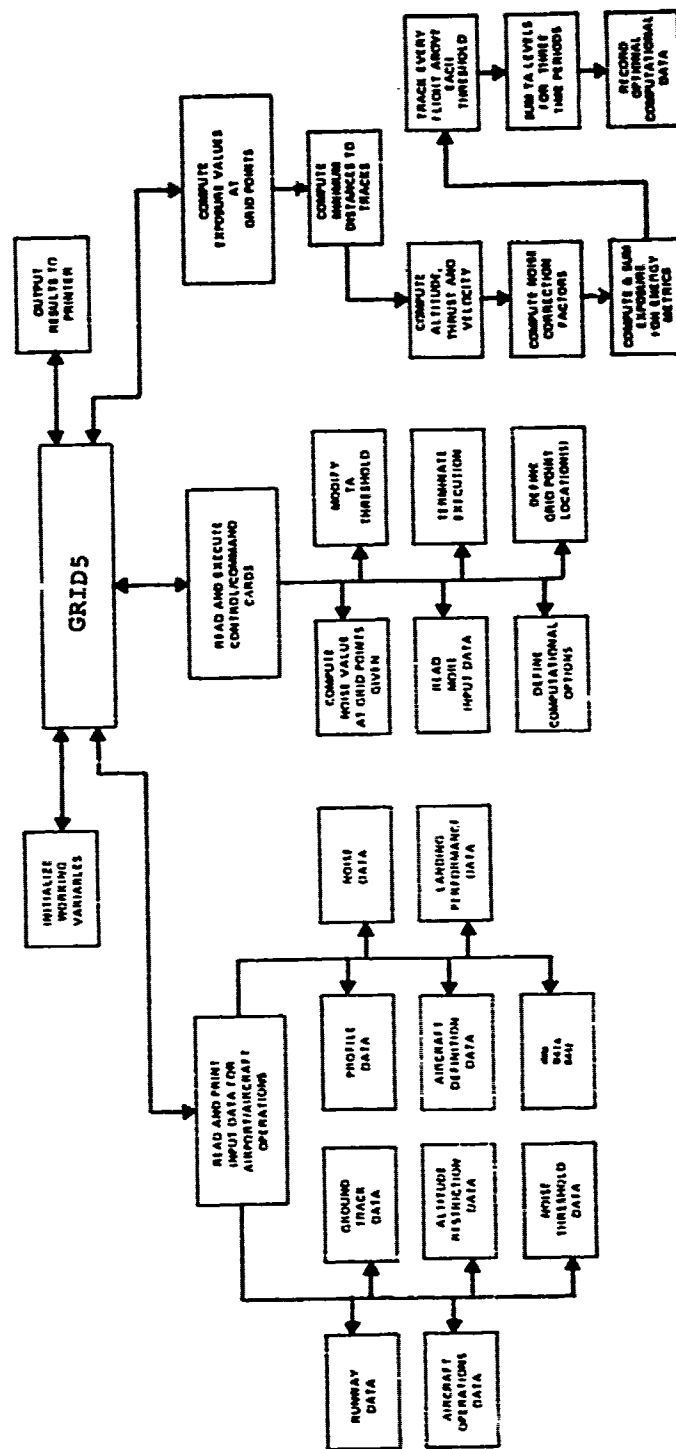 INITIALIZE
WORKING
VARIABLES
GRID5
OUTPUT
RESULTS TO
PRINTER
READ AND PRINT
INPUT DATA FOR
AIRPORT/AIRCRAFT
OPERATIONS
READ AND EXECUTE
CONTROL/COMMAND
CARDS
COMPUTE
EXPOSURE VALUES
AT
GRID POINTS
RUNWAY
DATA
GROUND
TRACK
DATA
AIRCRAFT
OPERATIONS
DATA
ALTITUDE
RESTRICTION
DATA
NOISE
THRESHOLD
DATA
PROFILE
DATA
NOISE
DATA
AIRCRAFT
DEFINITION
DATA
LANDING
PERFORMANCE
DATA
DATA
BASE
COMPUTE
NOISE VALUE
AT GRID POINTS
GIVEN
MODIFY
TA
THRESHOLD
READ
MORE
INPUT DATA
TERMINATE
EXECUTION
DEFINE
COMPUTATIONAL
OPTIONS
DEFINE
GRID POINT
LOCATION(S)
COMPUTE
MINIMUM
DISTANCES TO
TRACKS
COMPUTE
ALTITUDE,
THRUST AND
VELOCITY
COMPUTE NOISE
CORRECTION
FACTORS
COMPUTE & SUM
EXPOSURE
FOR ENERGY
METRICS
TRACK EVERY
FLIGHT ABOVE
EACH
THRESHOLD
SUM TA LEVELS
FOR THREE
TIME PERIODS
RECORD
OPTIONAL
COMPUTATIONAL
DATA